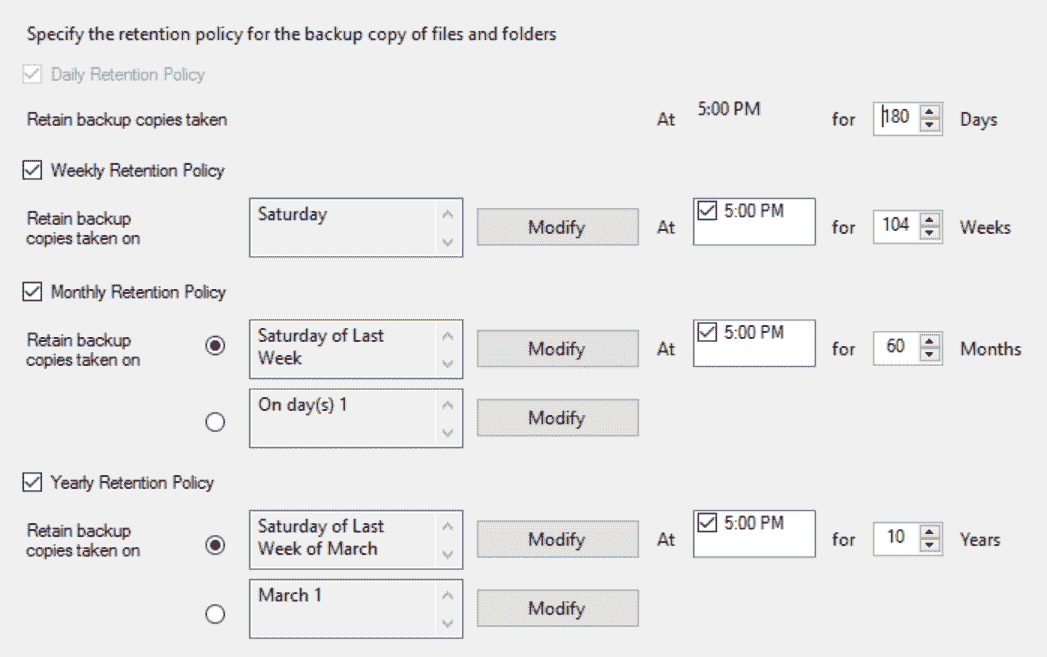 Specify the retention policy for the backup copy of files and folders
Daily Retention Policy
Retain backup copies taken At 5:00 PM for 180 Days
Weekly Retention Policy
Retain backup
copies taken on
Saturday
Modify At 5:00 PM for 104 Weeks
Monthly Retention Policy
Retain backup
copies taken on
Saturday of Last
Week
Modify At 5:00 PM for 60 Months
On day(s) 1
Modify
Yearly Retention Policy
Retain backup
copies taken on
Saturday of Last
Week of March
Modify At 5:00 PM for 10 Years
March 1
Modify